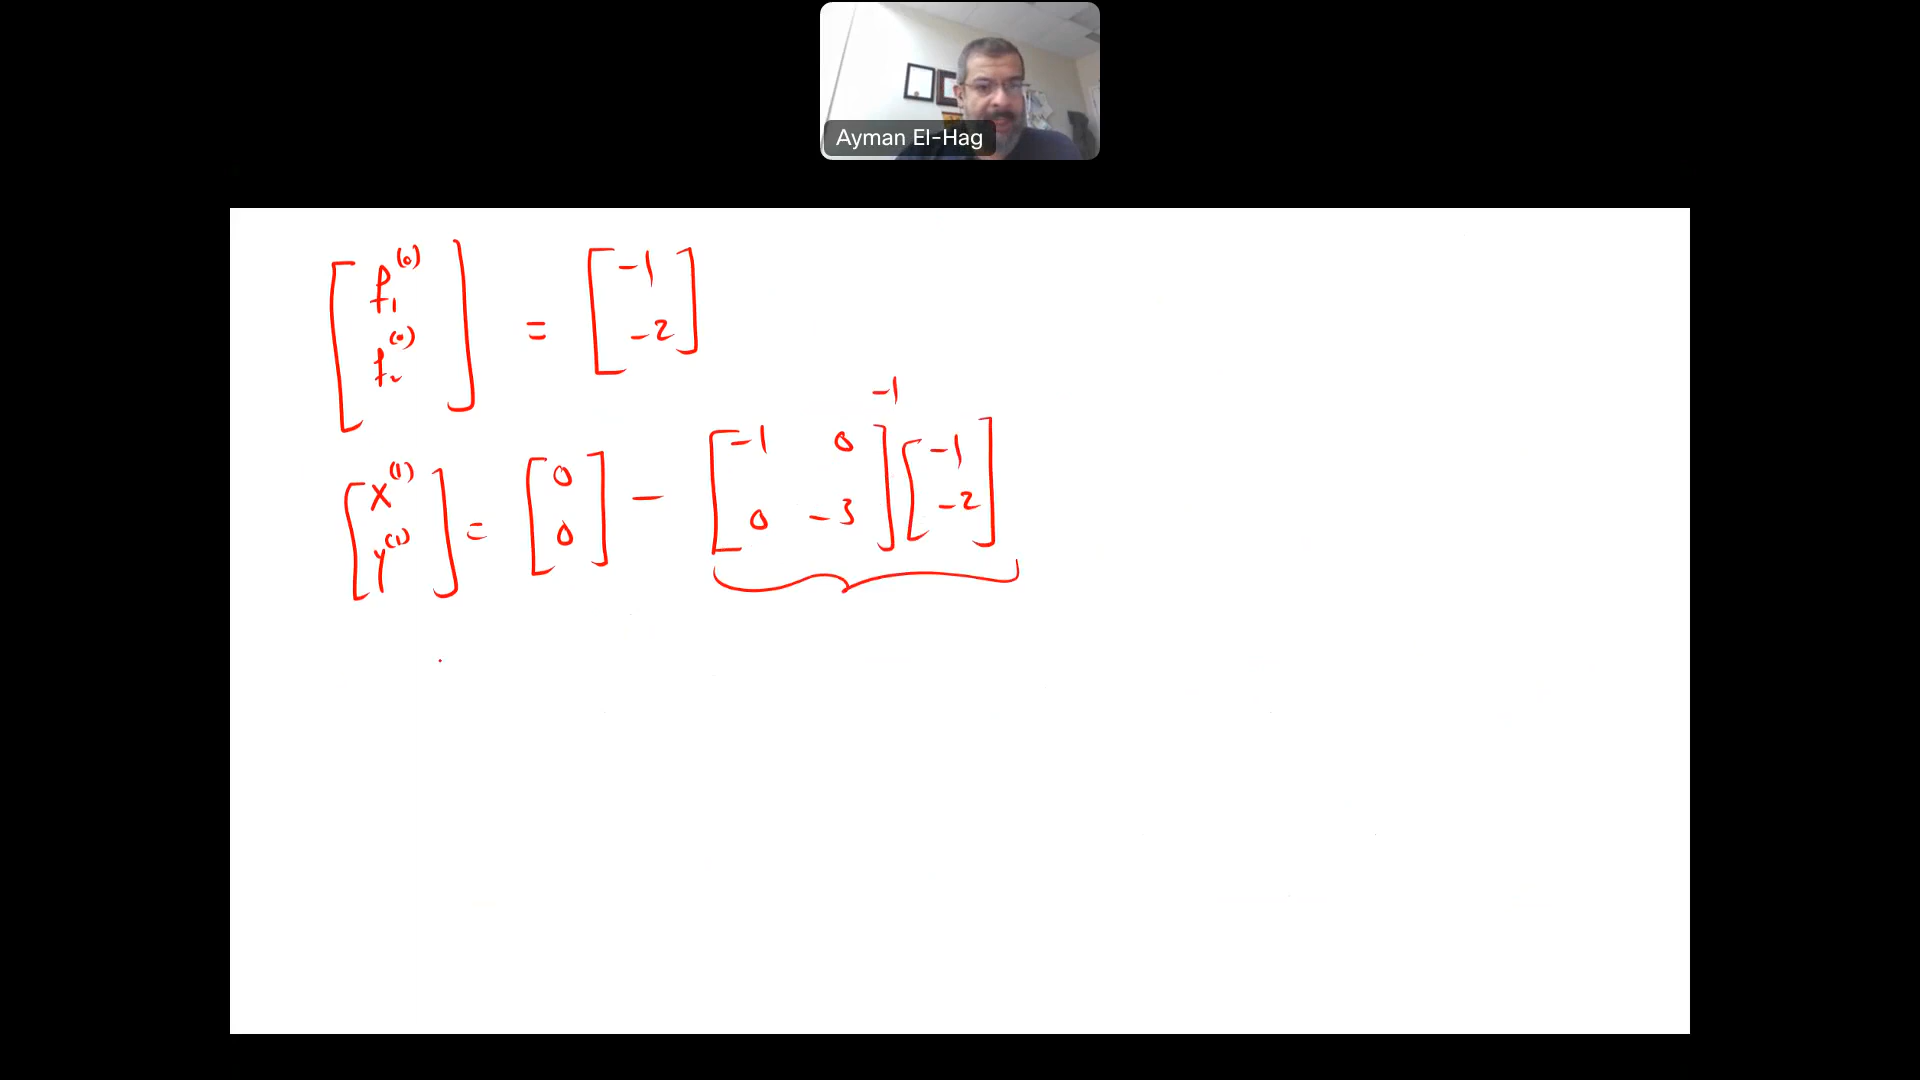 Ayman El-Hag
[ f₁⁽⁰⁾ ; f₂⁽⁰⁾ ] = [ -1 ; -2 ]
[ x⁽¹⁾ ; y⁽¹⁾ ] = [ 0 ; 0 ] - [ -1 0 ; 0 -3 ]⁻¹ [ -1 ; -2 ]